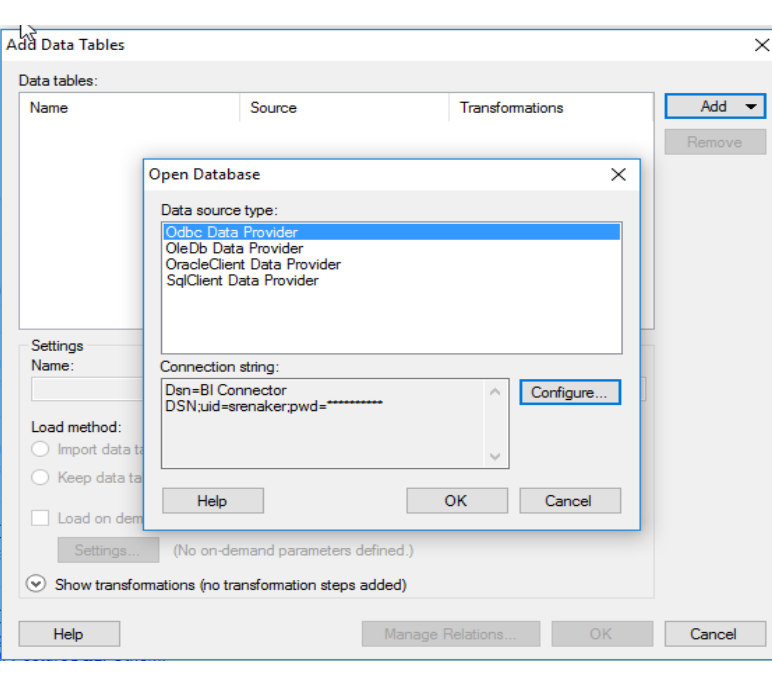 Add Data Tables
Data tables:
Name Source Transformations
Add
Remove
Open Database
Data source type:
Odbc Data Provider
OleDb Data Provider
OracleClient Data Provider
SqlClient Data Provider
Settings
Name:
Connection string:
Dsn=BI Connector
DSN;uid=srenaker;pwd=**********
Configure...
Load method:
Import data ta
Keep data ta
Help OK Cancel
Load on dem
Settings... (No on-demand parameters defined.)
Show transformations (no transformation steps added)
Help Manage Relations... OK Cancel